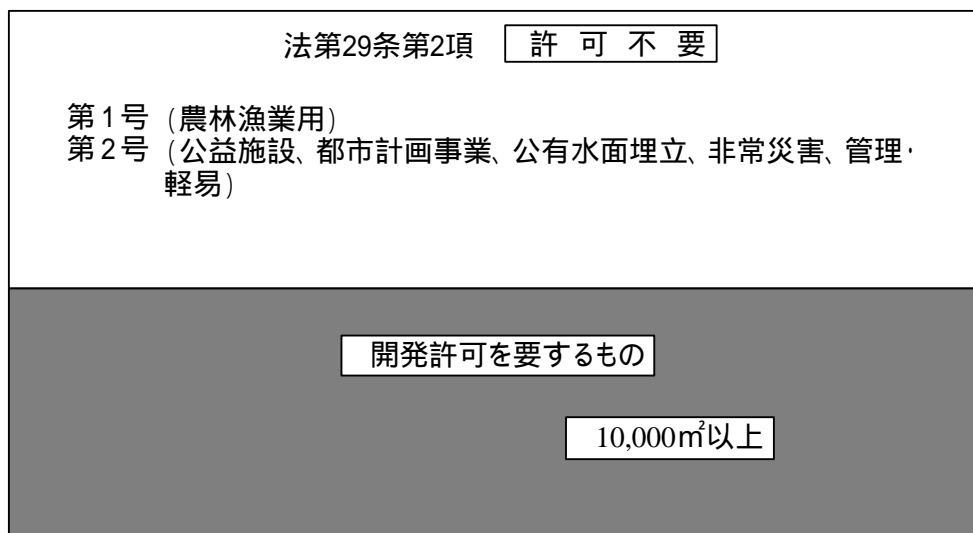 法第29条第2項 許可不要
第1号 (農林漁業用)
第2号 (公益施設、都市計画事業、公有水面埋立、非常災害、管理・
軽易)
開発許可を要するもの
10,000㎡以上